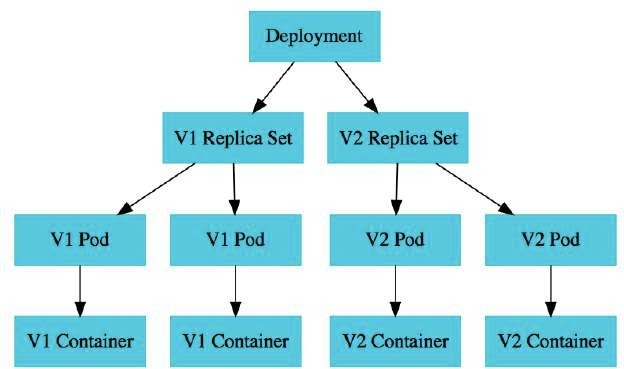 Deployment
V1 Replica Set
V2 Replica Set
V1 Pod
V1 Pod
V2 Pod
V2 Pod
V1 Container
V1 Container
V2 Container
V2 Container